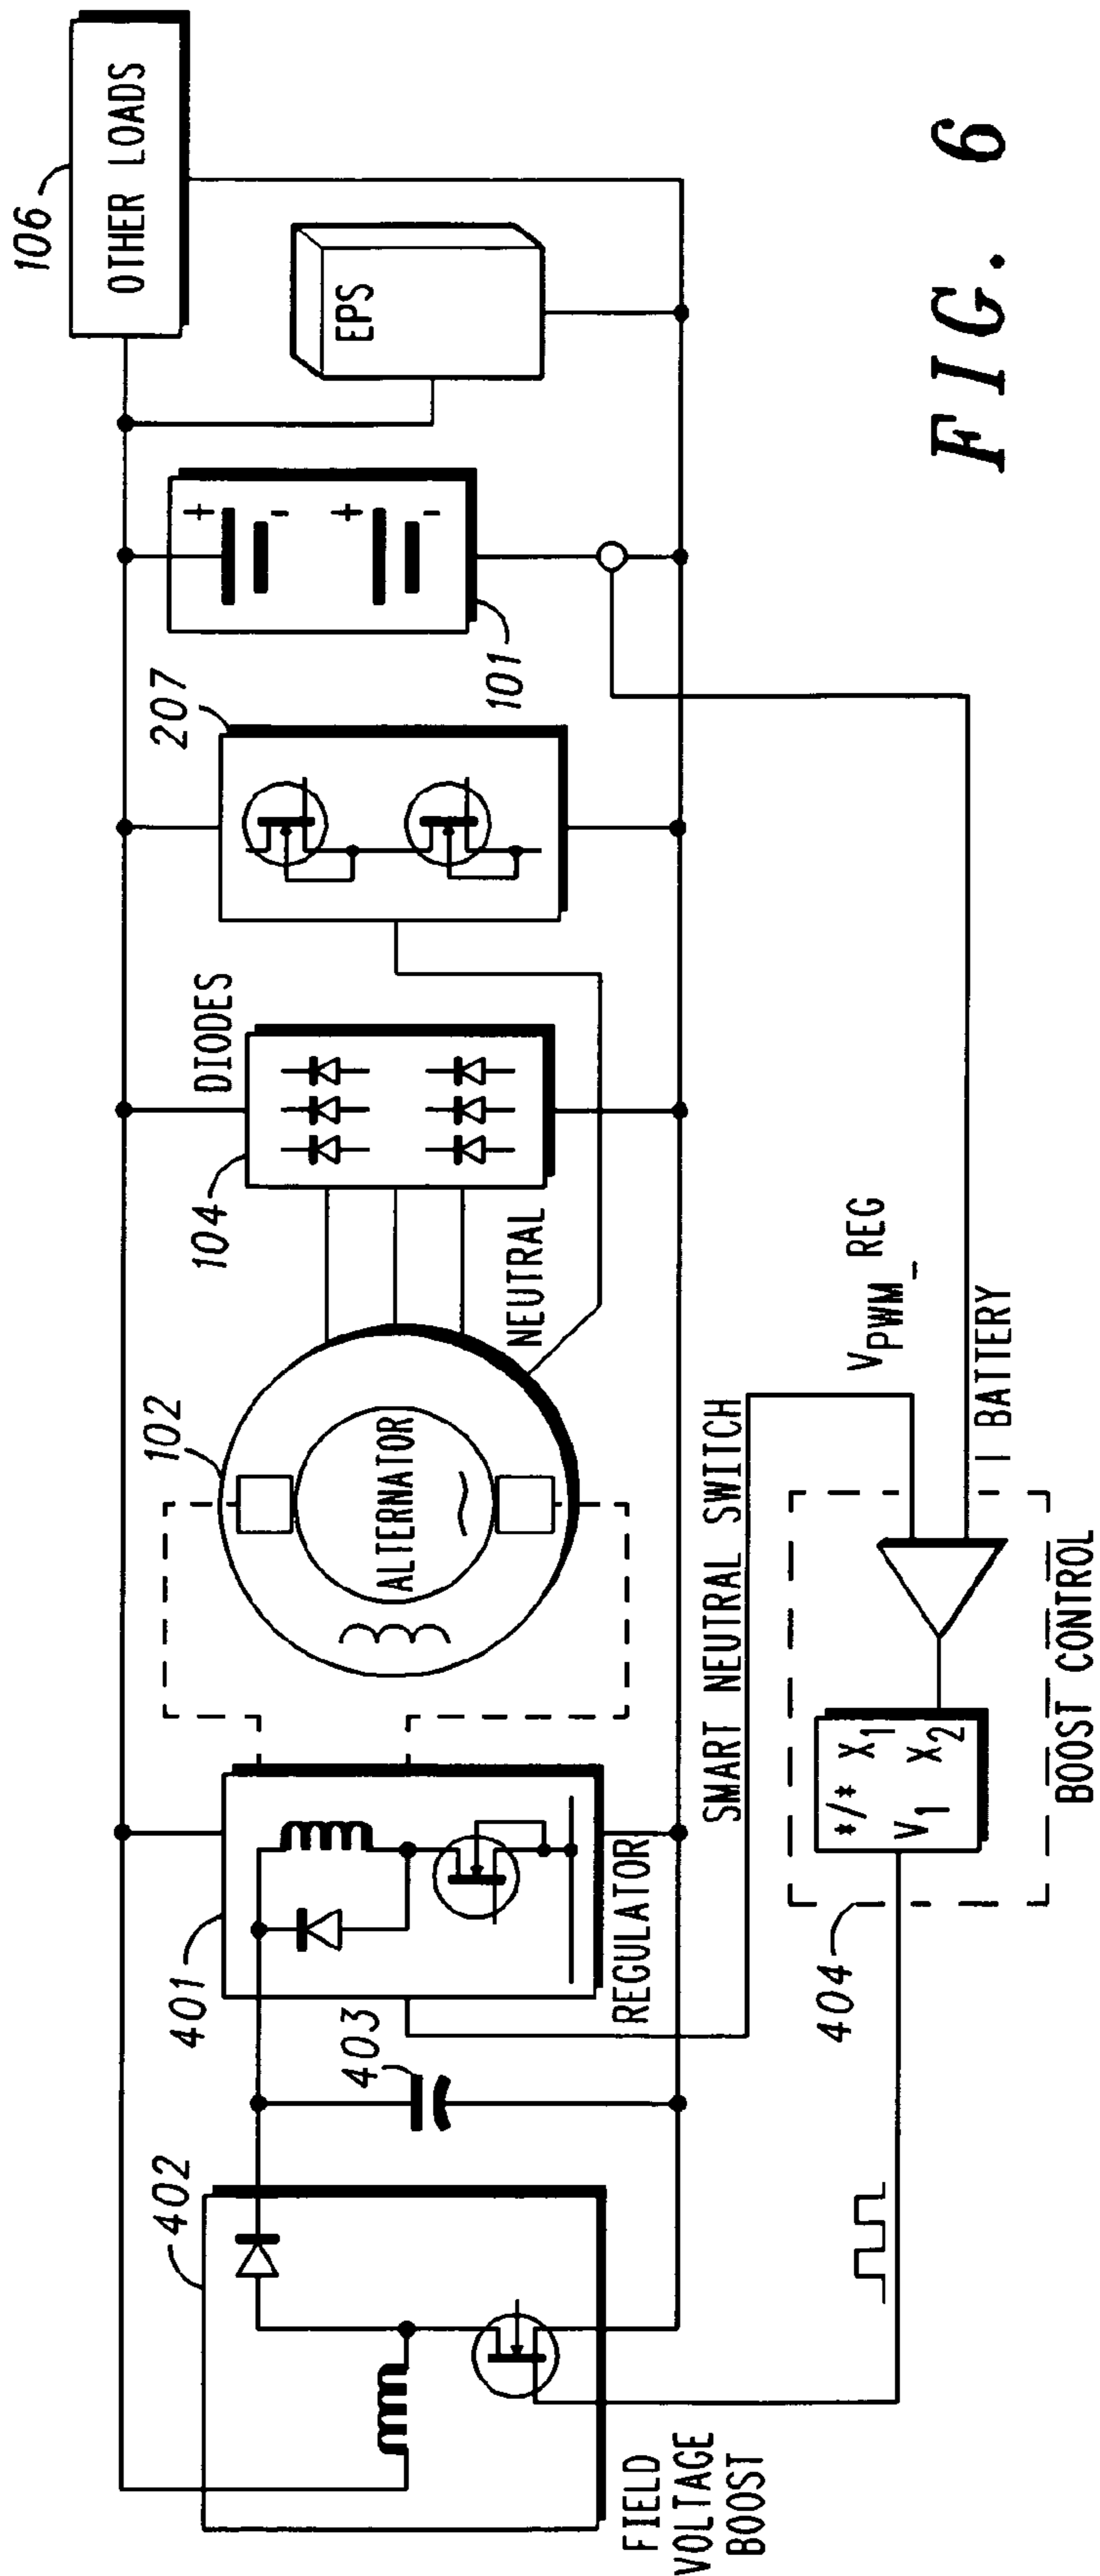 106
OTHER LOADS
EPS
+
-
+
-
101
207
DIODES
104
NEUTRAL
102
ALTERNATOR
401
REGULATOR
403
402
FIELD
VOLTAGE
BOOST
SMART NEUTRAL SWITCH
VPWM_REG
I BATTERY
*/* X1
V1 X2
BOOST CONTROL
404
FIG. 6